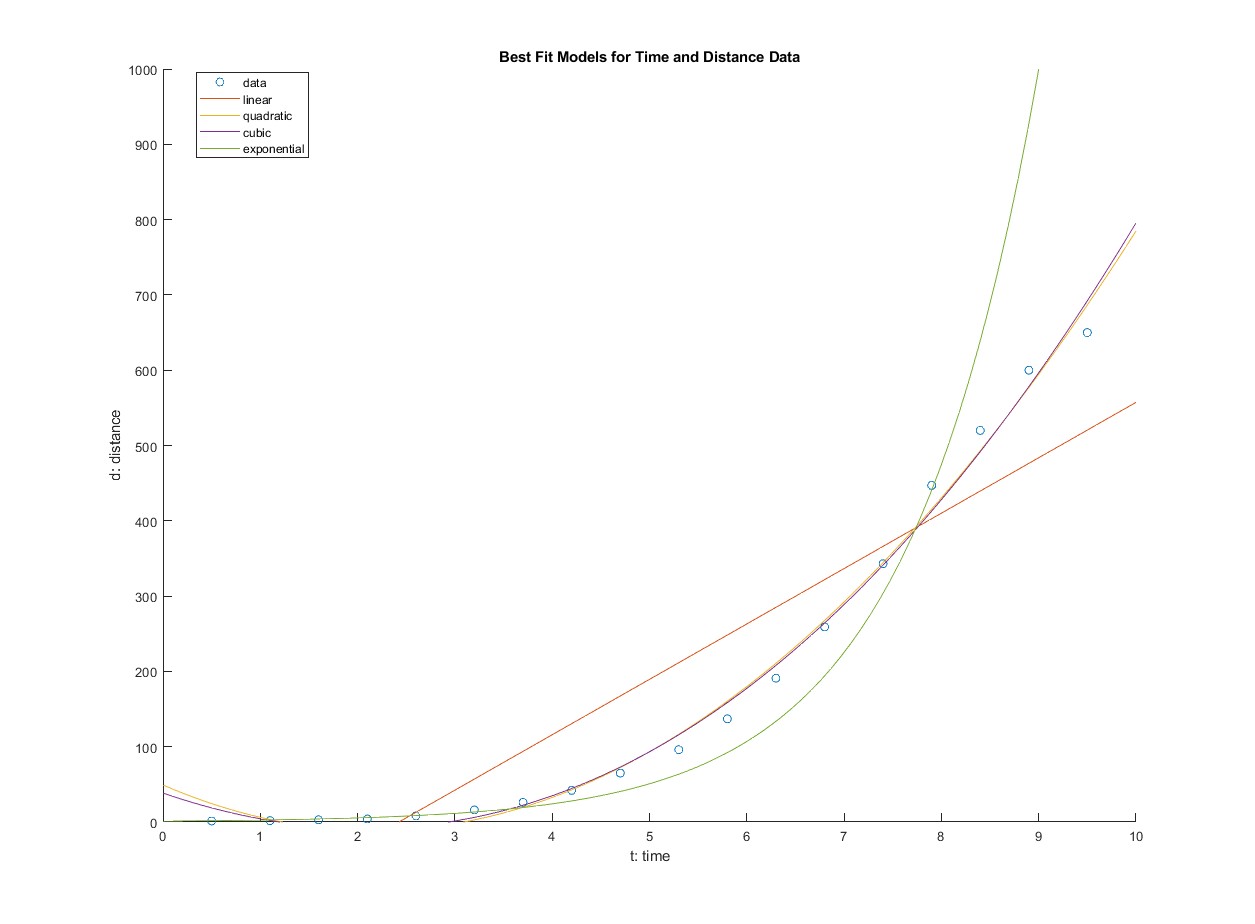 Best Fit Models for Time and Distance Data
data
linear
quadratic
cubic
exponential
d: distance
1000
900
800
700
600
500
400
300
200
100
0
0 1 2 3 4 5 6 7 8 9 10
t: time